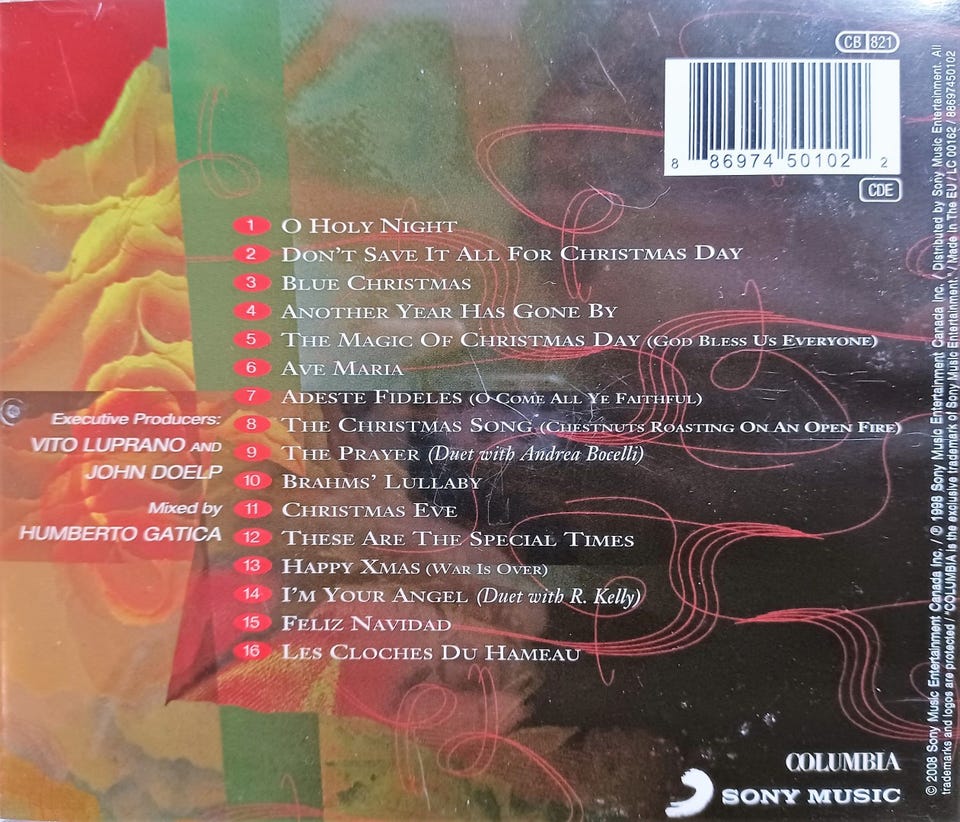 CB 821
8 86974 50102 2
CDE
1 O HOLY NIGHT
2 DON'T SAVE IT ALL FOR CHRISTMAS DAY
3 BLUE CHRISTMAS
4 ANOTHER YEAR HAS GONE BY
5 THE MAGIC OF CHRISTMAS DAY (GOD BLESS US EVERYONE)
6 AVE MARIA
7 ADESTE FIDELES (O COME ALL YE FAITHFUL)
8 THE CHRISTMAS SONG (CHESTNUTS ROASTING ON AN OPEN FIRE)
9 THE PRAYER (Duet with Andrea Bocelli)
10 BRAHMS' LULLABY
11 CHRISTMAS EVE
12 THESE ARE THE SPECIAL TIMES
13 HAPPY XMAS (WAR IS OVER)
14 I'M YOUR ANGEL (Duet with R. Kelly)
15 FELIZ NAVIDAD
16 LES CLOCHES DU HAMEAU
Executive Producers:
VITO LUPRANO AND
JOHN DOELP
Mixed by
HUMBERTO GATICA
COLUMBIA
SONY MUSIC
© 2008 Sony Music Entertainment Canada Inc. / ℗ 1998 Sony Music Entertainment Canada Inc. / Distributed by Sony Music Entertainment. All
trademarks and logos are protected / "COLUMBIA is the exclusive trademark of Sony Music Entertainment." / Made In The EU / LC 00162 / 88697450102